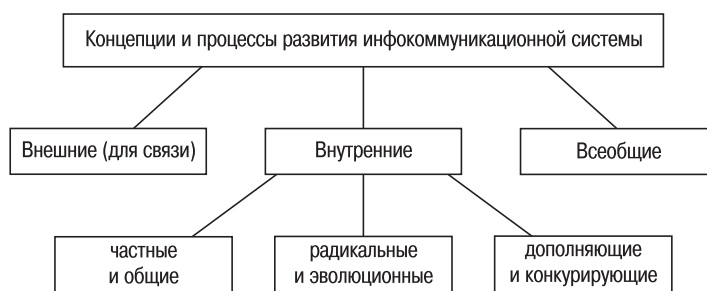 Концепции и процессы развития инфокоммуникационной системы
Внешние (для связи)
Внутренние
Всеобщие
частные
и общие
радикальные
и эволюционные
дополняющие
и конкурирующие